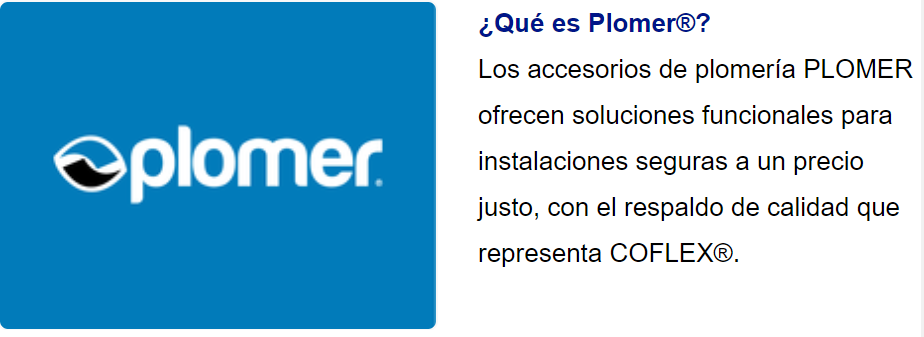 plomer®
¿Qué es Plomer®?
Los accesorios de plomería PLOMER
ofrecen soluciones funcionales para
instalaciones seguras a un precio
justo, con el respaldo de calidad que
representa COFLEX®.